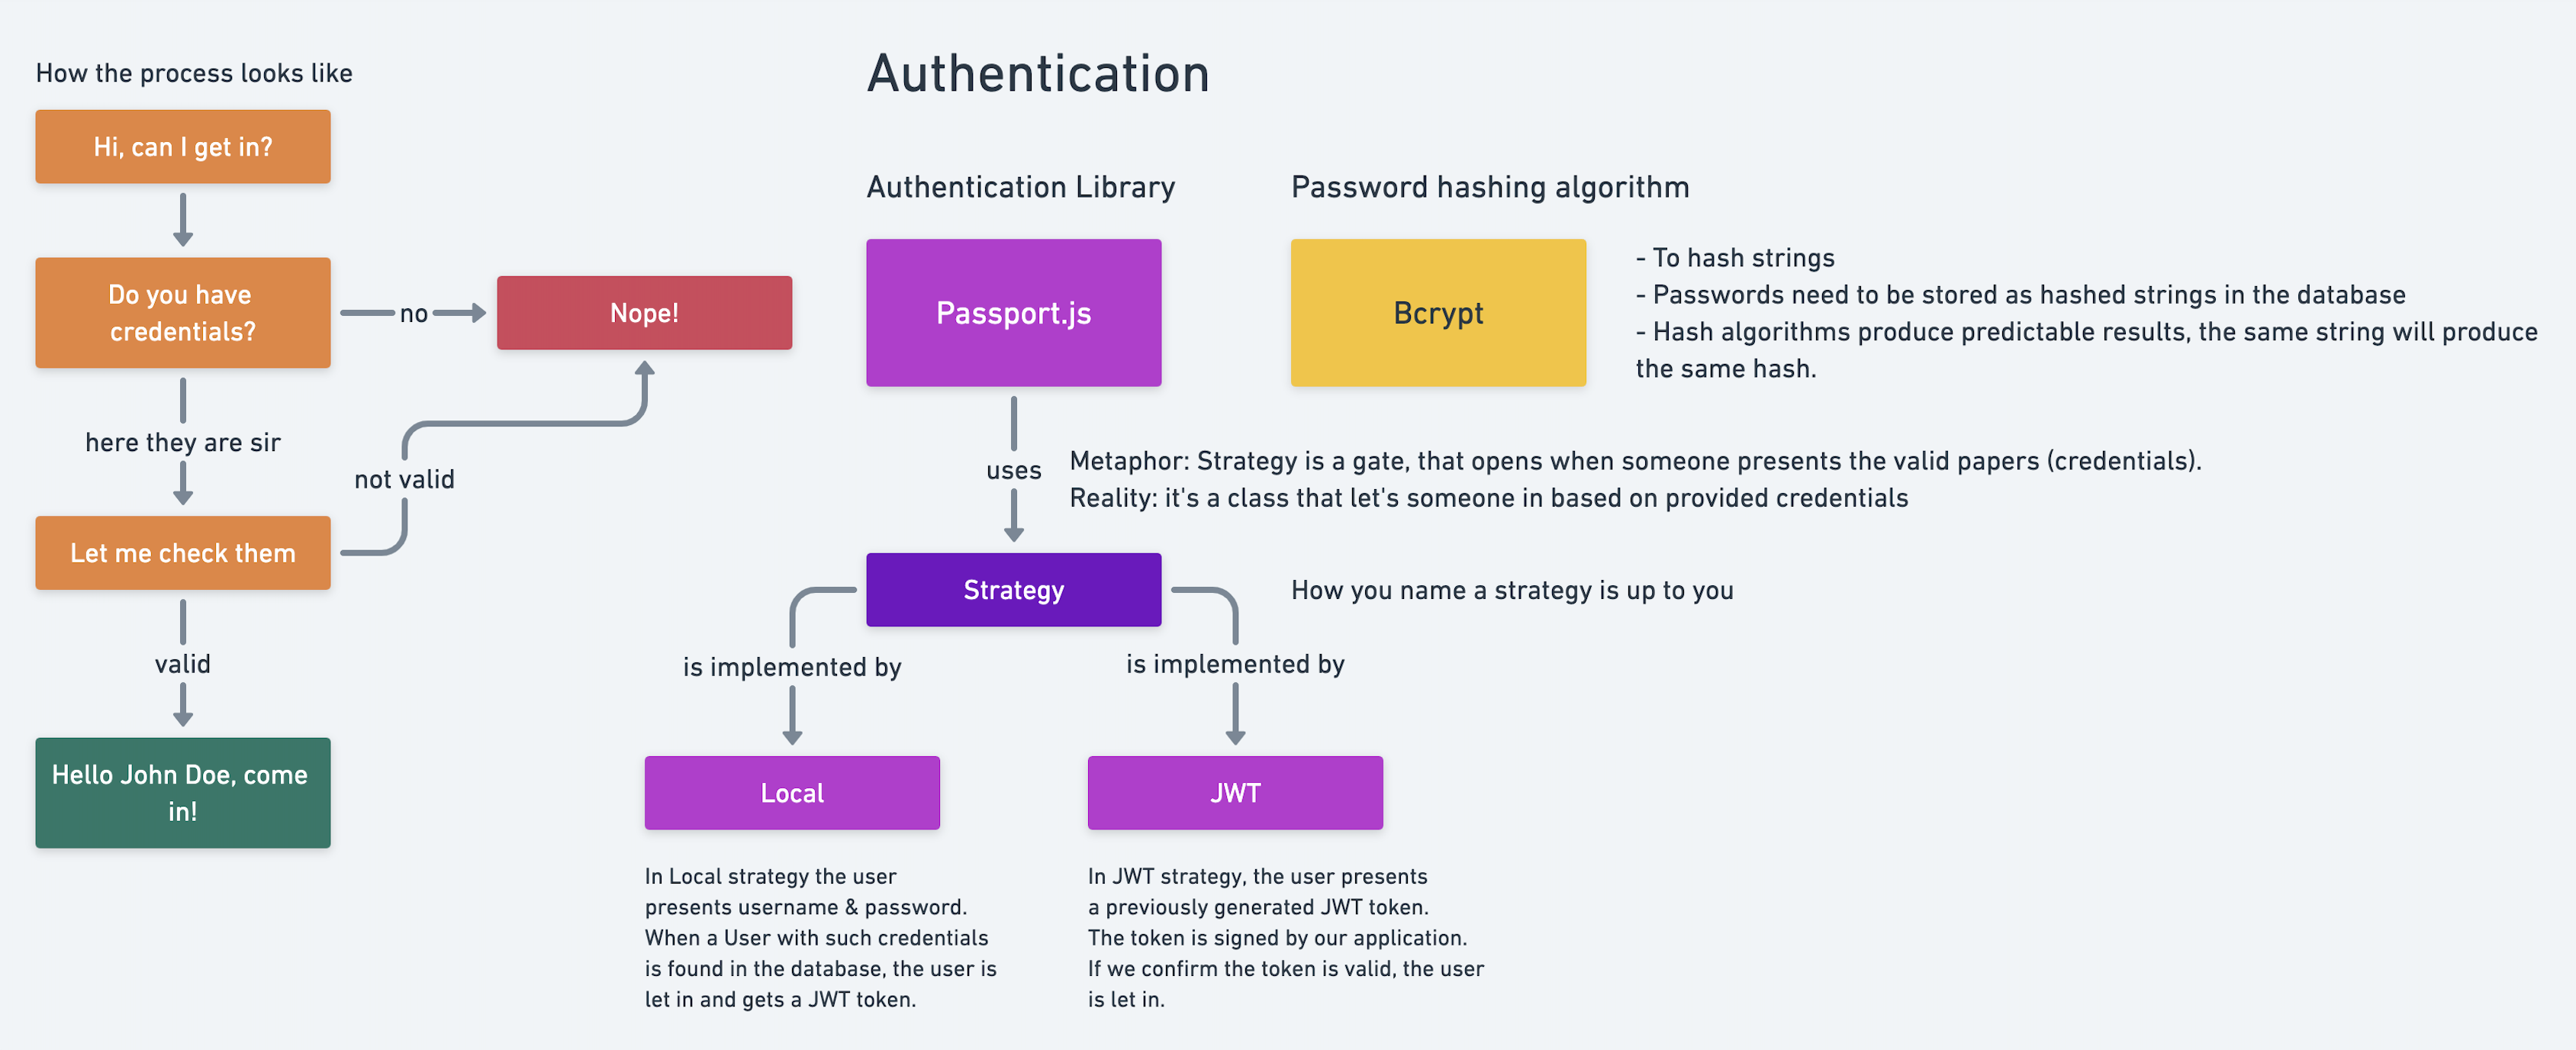 How the process looks like
Hi, can I get in?
Do you have
credentials?
no
Nope!
here they are sir
not valid
Let me check them
valid
Hello John Doe, come
in!
Authentication
Authentication Library
Passport.js
Password hashing algorithm
Bcrypt
- To hash strings
- Passwords need to be stored as hashed strings in the database
- Hash algorithms produce predictable results, the same string will produce
the same hash.
uses
Metaphor: Strategy is a gate, that opens when someone presents the valid papers (credentials).
Reality: it's a class that let's someone in based on provided credentials
Strategy
How you name a strategy is up to you
is implemented by
is implemented by
Local
JWT
In Local strategy the user
presents username & password.
When a User with such credentials
is found in the database, the user is
let in and gets a JWT token.
In JWT strategy, the user presents
a previously generated JWT token.
The token is signed by our application.
If we confirm the token is valid, the user
is let in.